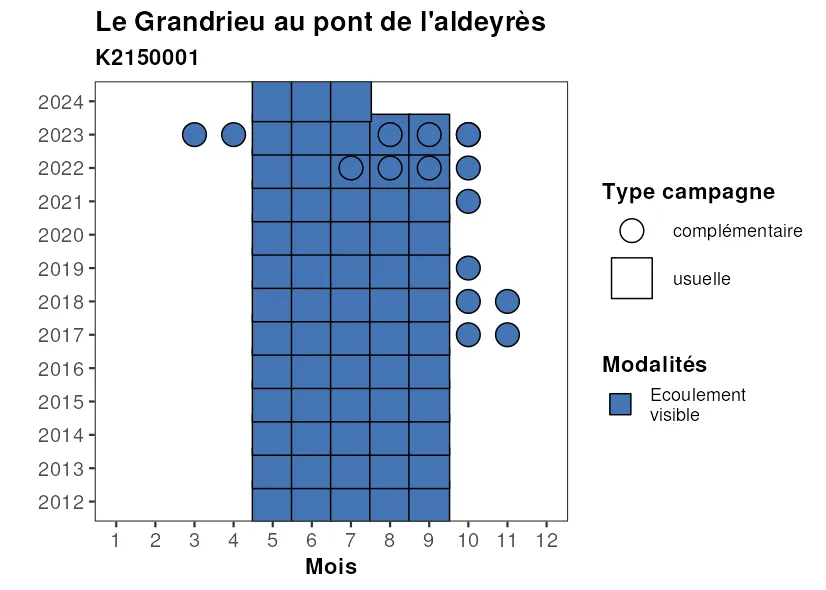 Le Grandrieu au pont de l'aldeyrès
K2150001
2024
2023
2022
2021
2020
2019
2018
2017
2016
2015
2014
2013
2012
1 2 3 4 5 6 7 8 9 10 11 12
Mois
Type campagne
complémentaire
usuelle
Modalités
Ecoulement
visible